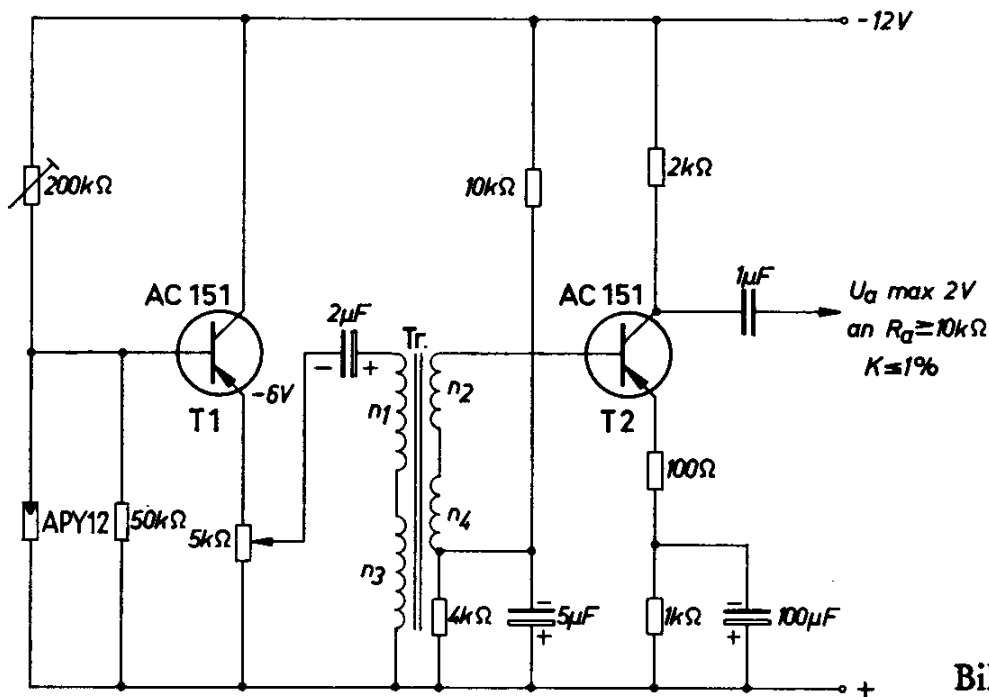 -12V
200kΩ
10kΩ
2kΩ
AC 151
T1
-6V
2µF
- +
Tr.
n1
n2
n3
n4
AC 151
T2
1µF
Ua max 2V
an Ra≧10kΩ
K≤1%
100Ω
APY12
50kΩ
5kΩ
4kΩ
-
5µF
+
1kΩ
-
100µF
+
+
Bil